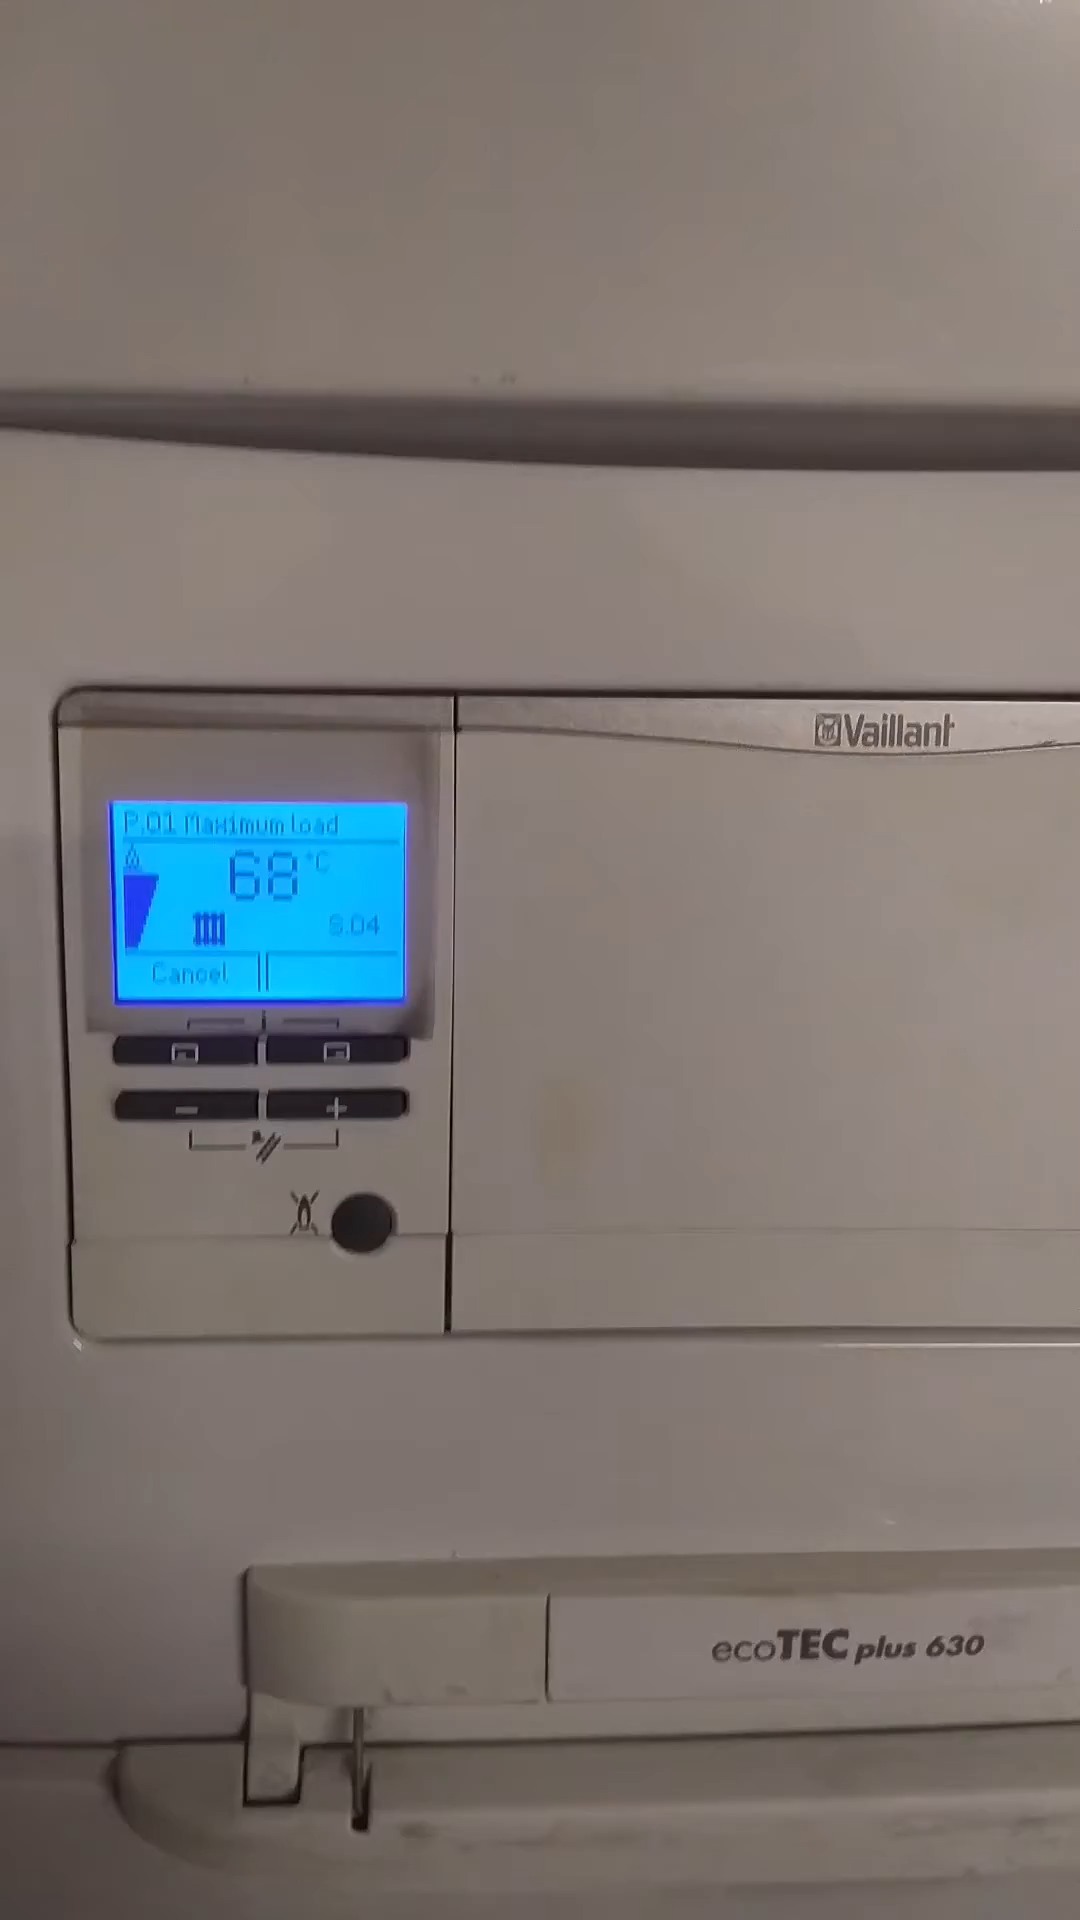 Vaillant
P.01 Maximum load
68 °C
S.04
Cancel
- +
ecoTEC plus 630